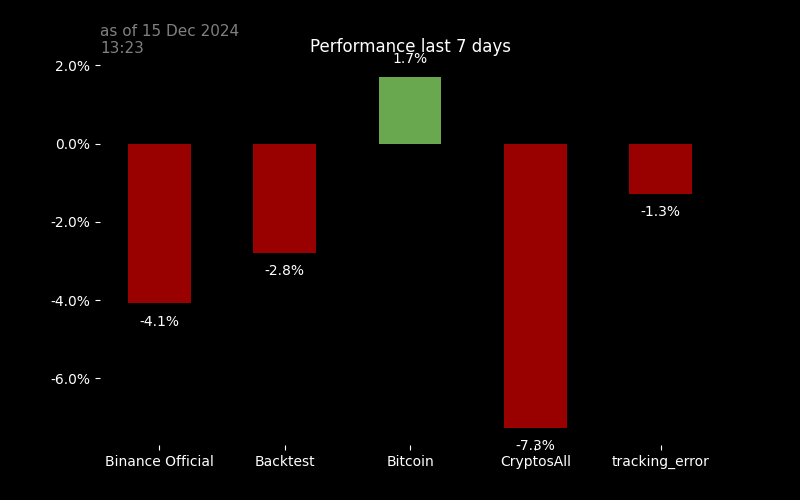 as of 15 Dec 2024
13:23
Performance last 7 days
2.0%
0.0%
-2.0%
-4.0%
-6.0%
-4.1%
-2.8%
1.7%
-7.3%
-1.3%
Binance Official
Backtest
Bitcoin
CryptosAll
tracking_error